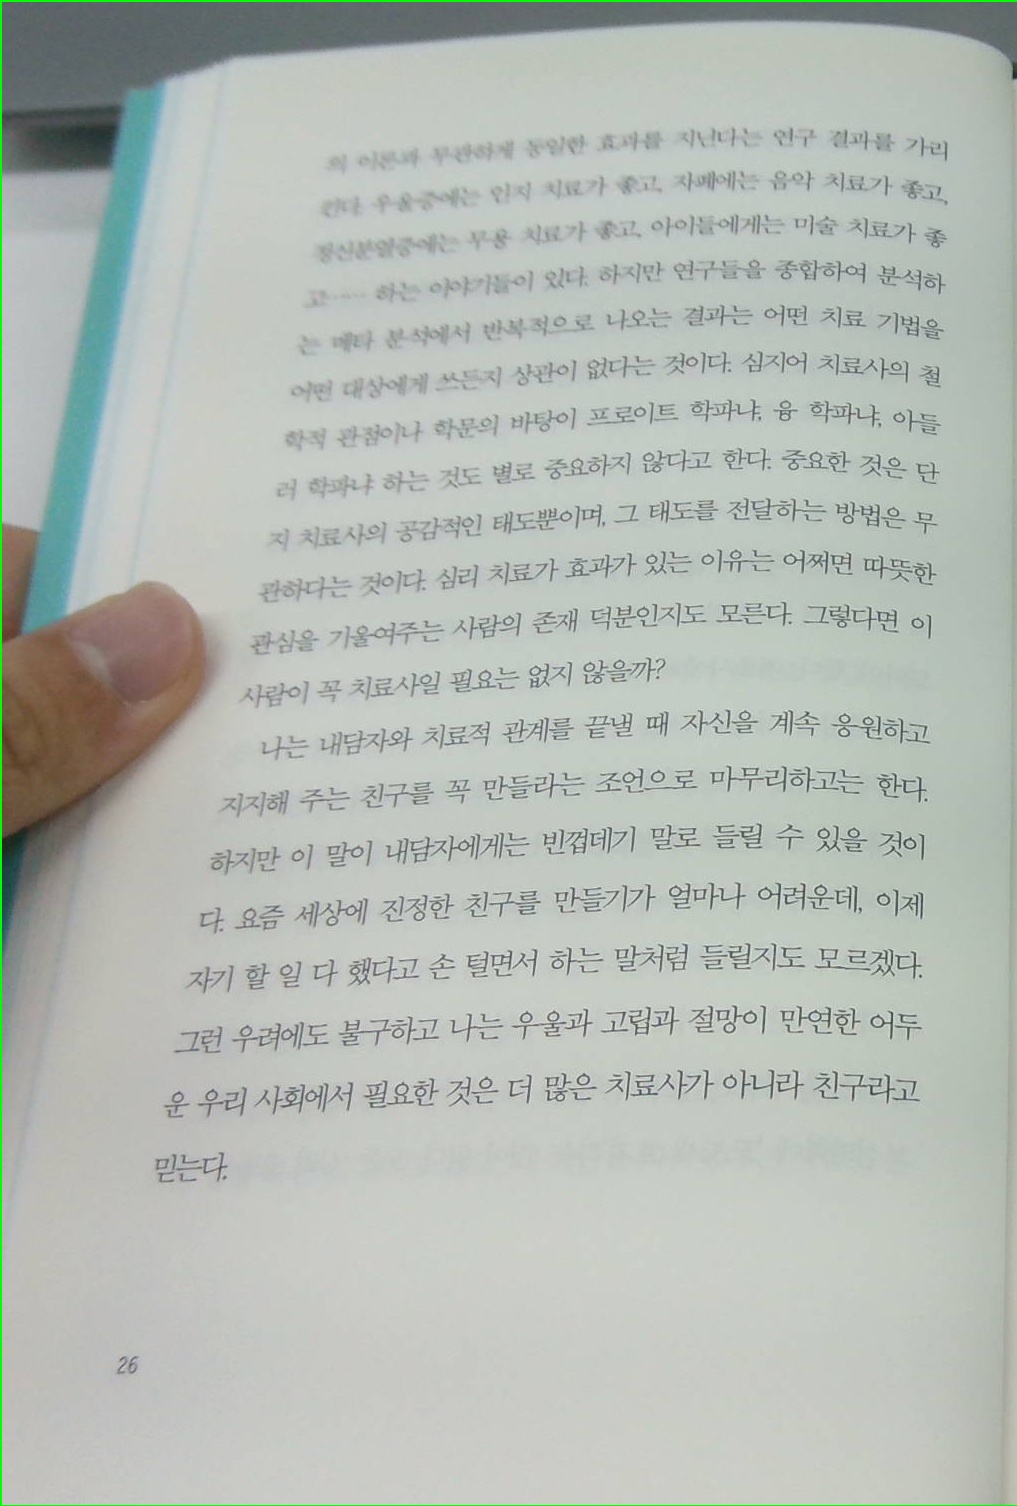 의 이론과 무관하게 동일한 효과를 지닌다는 연구 결과를 가리
킨다. 우울증에는 인지 치료가 좋고, 자폐에는 음악 치료가 좋고,
정신분열증에는 무용 치료가 좋고, 아이들에게는 미술 치료가 좋
고…… 하는 이야기들이 있다. 하지만 연구들을 종합하여 분석하
는 메타 분석에서 반복적으로 나오는 결과는 어떤 치료 기법을
어떤 대상에게 쓰든지 상관이 없다는 것이다. 심지어 치료사의 철
학적 관점이나 학문의 바탕이 프로이트 학파냐, 융 학파냐, 아들
러 학파냐 하는 것도 별로 중요하지 않다고 한다. 중요한 것은 단
지 치료사의 공감적인 태도뿐이며, 그 태도를 전달하는 방법은 무
관하다는 것이다. 심리 치료가 효과가 있는 이유는 어쩌면 따뜻한
관심을 기울여주는 사람의 존재 덕분인지도 모른다. 그렇다면 이
사람이 꼭 치료사일 필요는 없지 않을까?
나는 내담자와 치료적 관계를 끝낼 때 자신을 계속 응원하고
지지해 주는 친구를 꼭 만들라는 조언으로 마무리하고는 한다.
하지만 이 말이 내담자에게는 빈껍데기 말로 들릴 수 있을 것이
다. 요즘 세상에 진정한 친구를 만들기가 얼마나 어려운데, 이제
자기 할 일 다 했다고 손 털면서 하는 말처럼 들릴지도 모르겠다.
그런 우려에도 불구하고 나는 우울과 고립과 절망이 만연한 어두
운 우리 사회에서 필요한 것은 더 많은 치료사가 아니라 친구라고
믿는다.
26